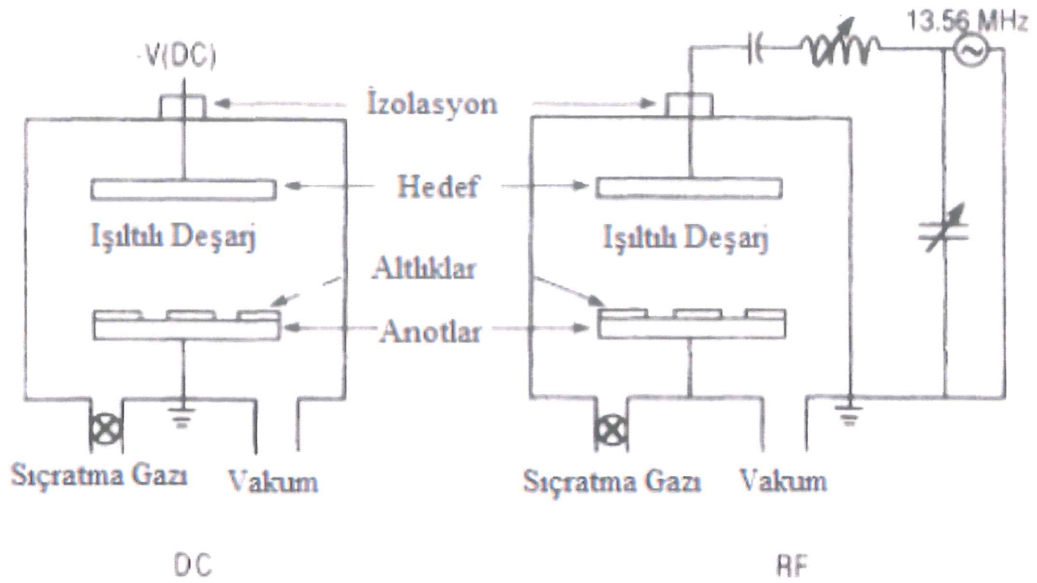 -V(DC)
13.56 MHz
İzolasyon
Hedef
Işıltılı Deşarj
Işıltılı Deşarj
Altlıklar
Anotlar
Sıçratma Gazı
Vakum
Sıçratma Gazı
Vakum
DC
RF